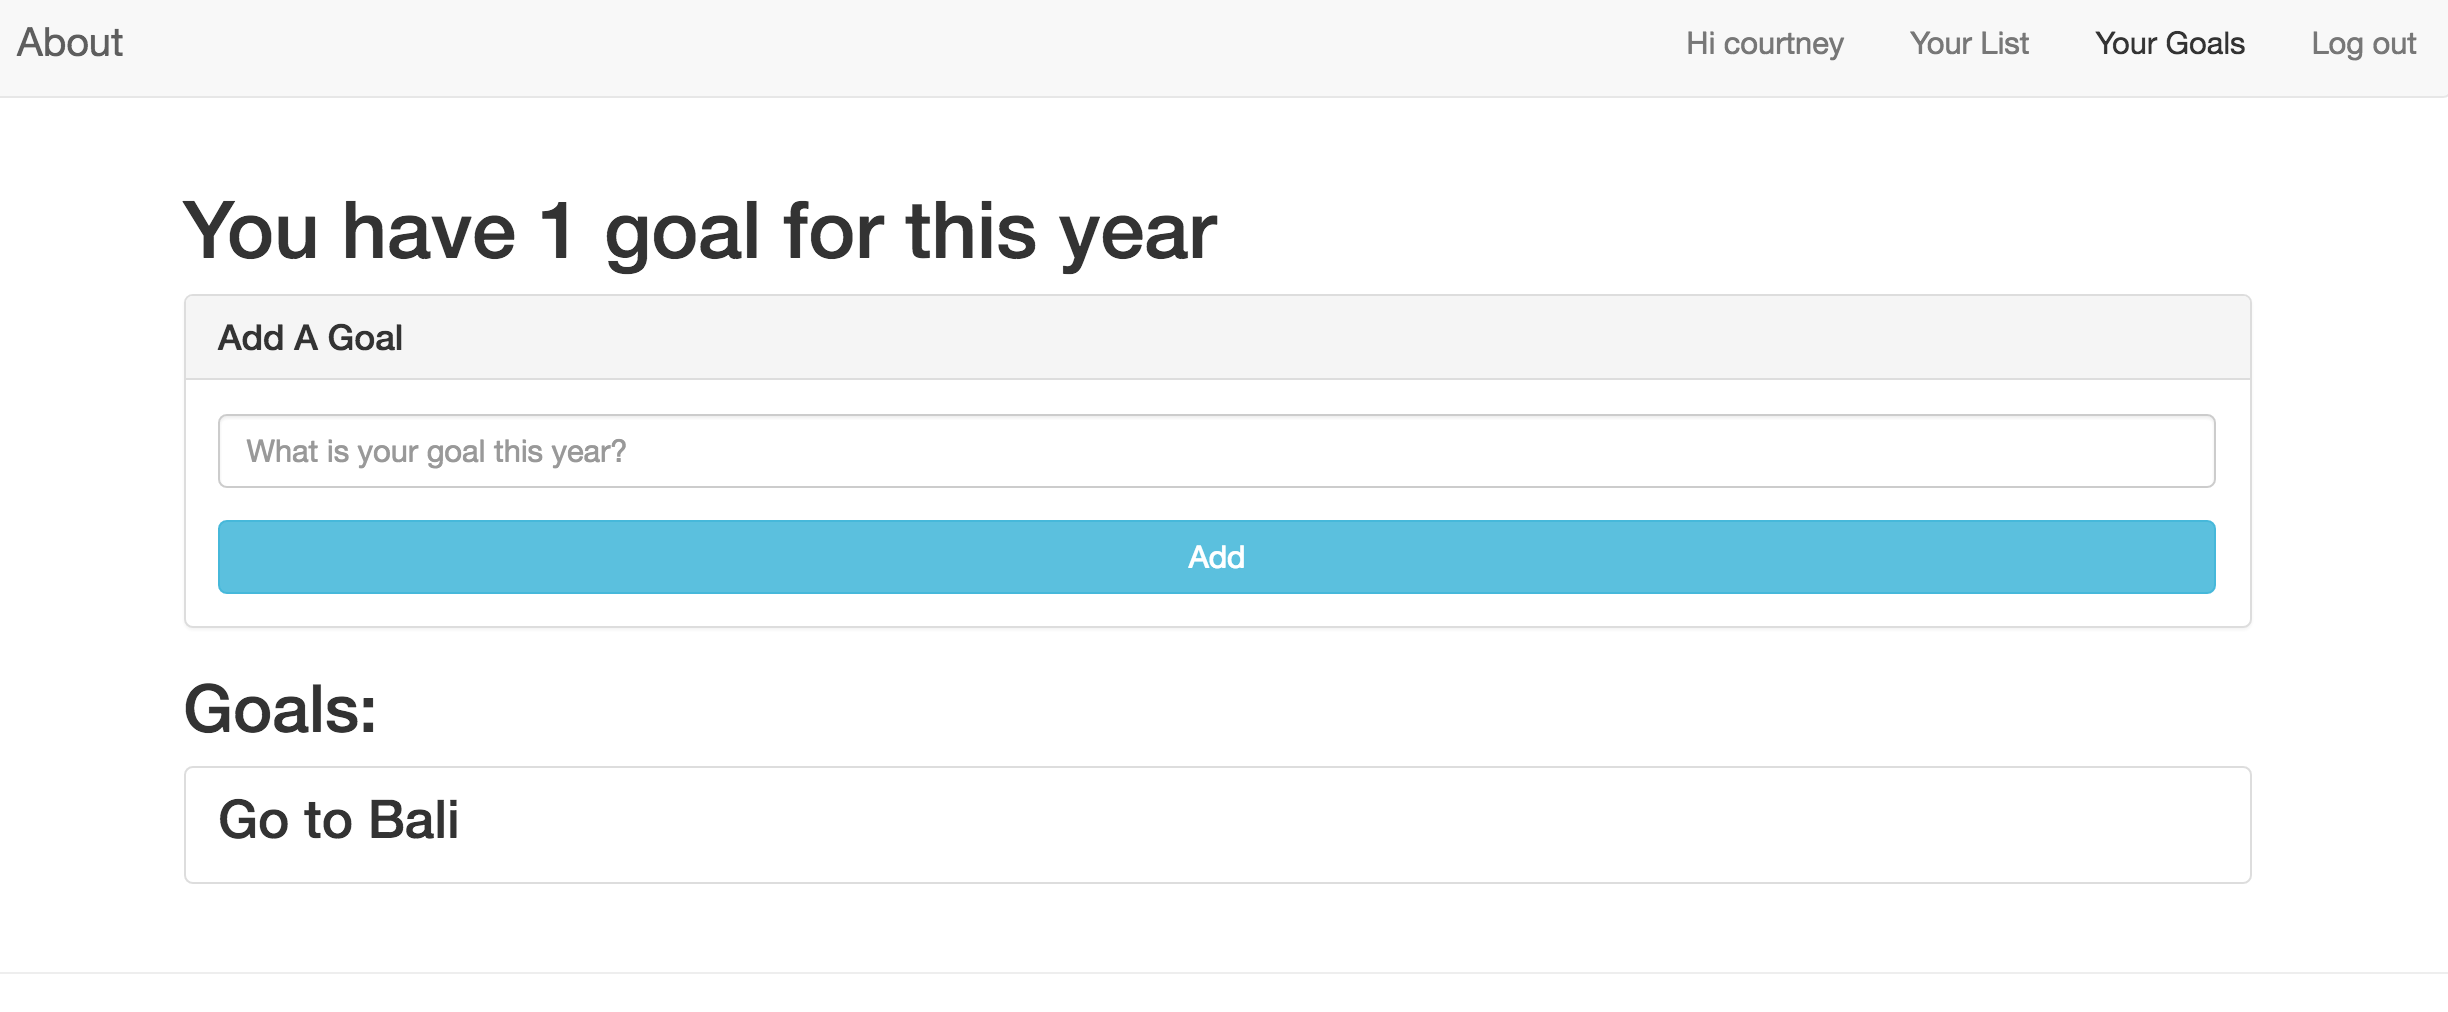 About Hi courtney Your List Your Goals Log out
You have 1 goal for this year
Add A Goal
What is your goal this year?
Add
Goals:
Go to Bali